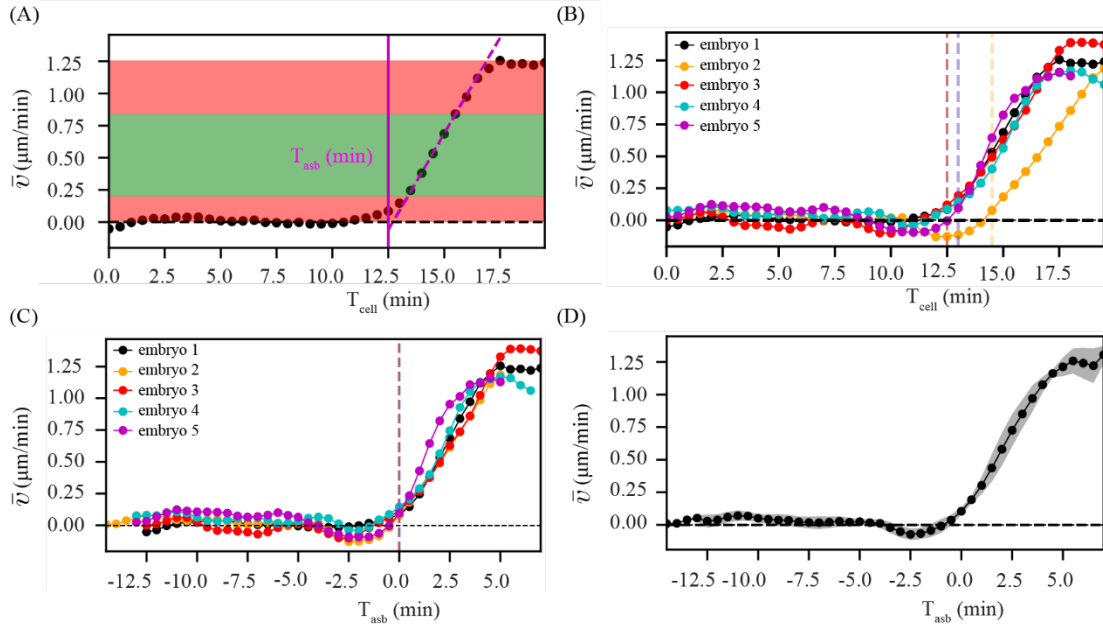 (A)
1.25
1.00
0.75
0.50
0.25
0.00
v̄ (μm/min)
T_asb (min)
0.0 2.5 5.0 7.5 10.0 12.5 15.0 17.5
T_cell (min)
(B)
embryo 1
embryo 2
embryo 3
embryo 4
embryo 5
1.25
1.00
0.75
0.50
0.25
0.00
v̄ (μm/min)
0.0 2.5 5.0 7.5 10.0 12.5 15.0 17.5
T_cell (min)
(C)
embryo 1
embryo 2
embryo 3
embryo 4
embryo 5
1.25
1.00
0.75
0.50
0.25
0.00
v̄ (μm/min)
-12.5 -10.0 -7.5 -5.0 -2.5 0.0 2.5 5.0
T_asb (min)
(D)
1.25
1.00
0.75
0.50
0.25
0.00
v̄ (μm/min)
-12.5 -10.0 -7.5 -5.0 -2.5 0.0 2.5 5.0
T_asb (min)